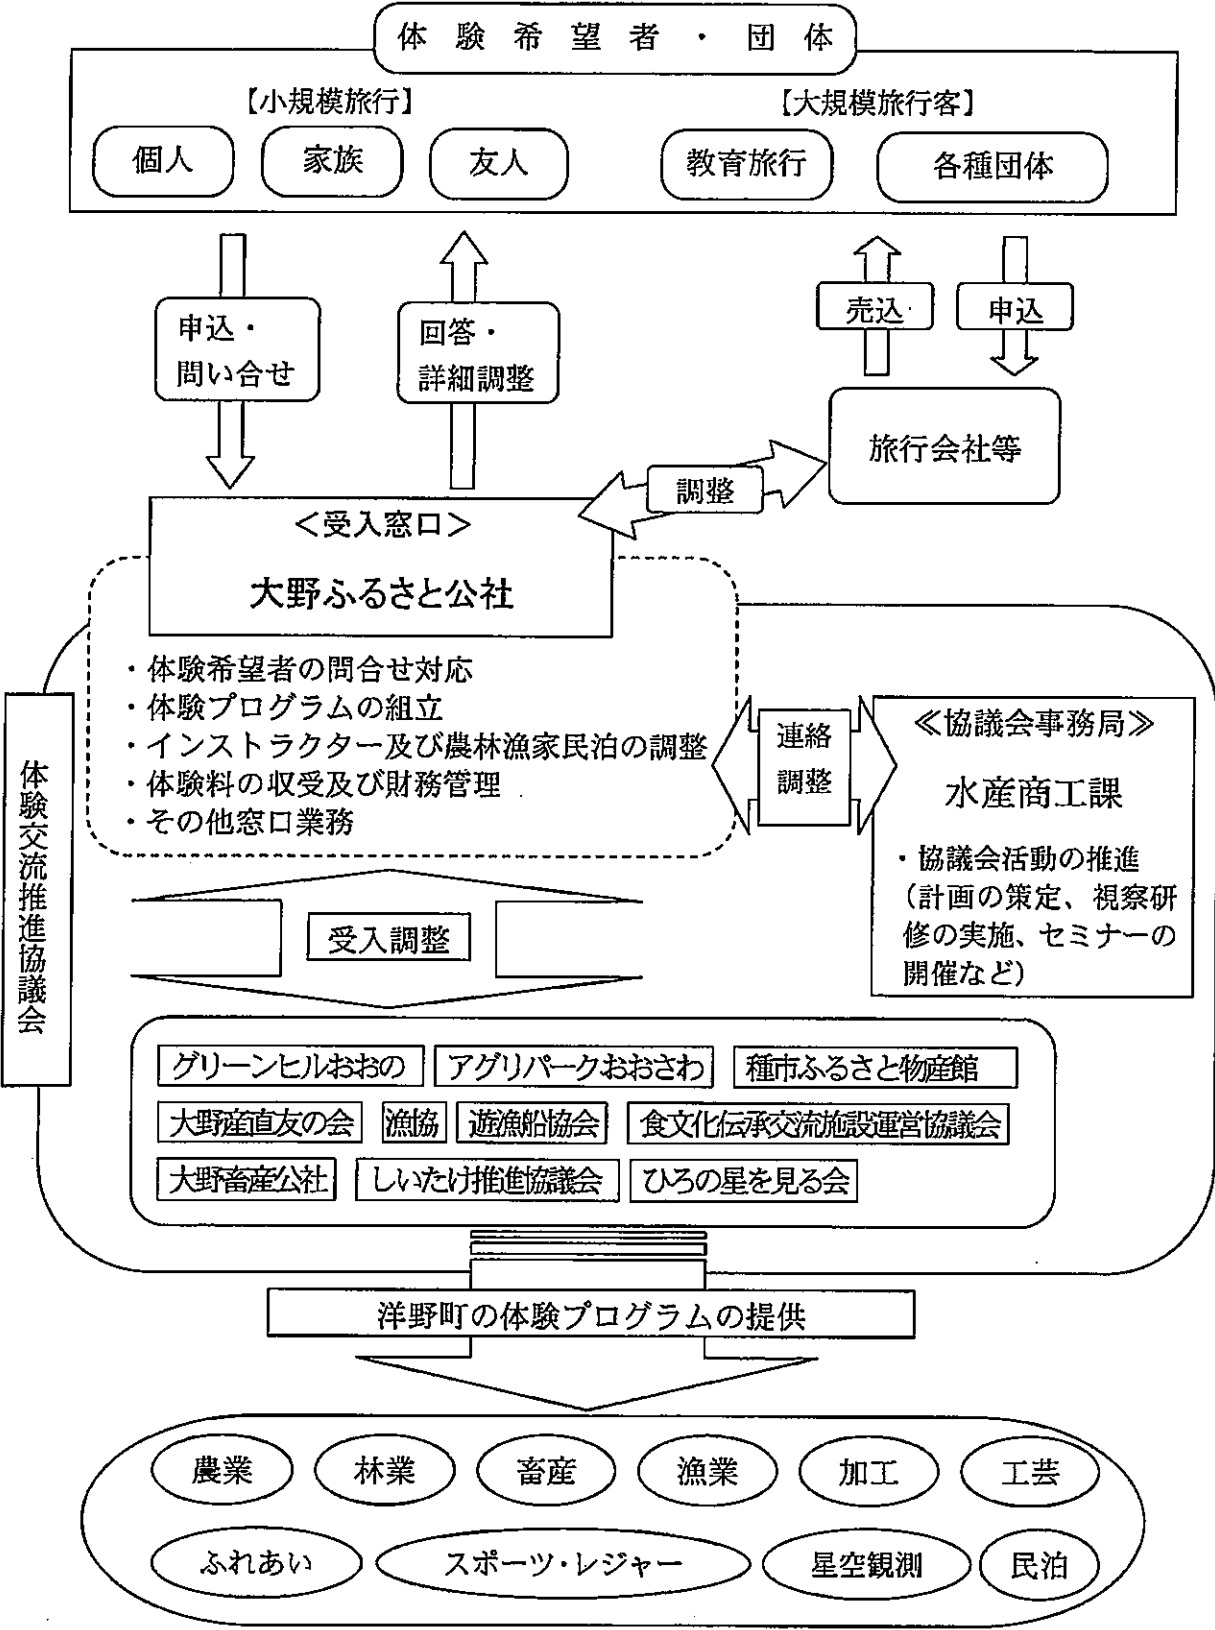 体験希望者・団体
【小規模旅行】
【大規模旅行客】
個人
家族
友人
教育旅行
各種団体
申込・
問い合せ
回答・
詳細調整
売込
申込
旅行会社等
調整
<受入窓口>
大野ふるさと公社
・体験希望者の問合せ対応
・体験プログラムの組立
・インストラクター及び農林漁家民泊の調整
・体験料の収受及び財務管理
・その他窓口業務
連絡
調整
≪協議会事務局≫
水産商工課
・協議会活動の推進
(計画の策定、視察研
修の実施、セミナーの
開催など)
体験交流推進協議会
受入調整
グリーンヒルおおの
アグリパークおおさわ
種市ふるさと物産館
大野産直友の会
漁協
遊漁船協会
食文化伝承交流施設運営協議会
大野畜産公社
しいたけ推進協議会
ひろの星を見る会
洋野町の体験プログラムの提供
農業
林業
畜産
漁業
加工
工芸
ふれあい
スポーツ・レジャー
星空観測
民泊